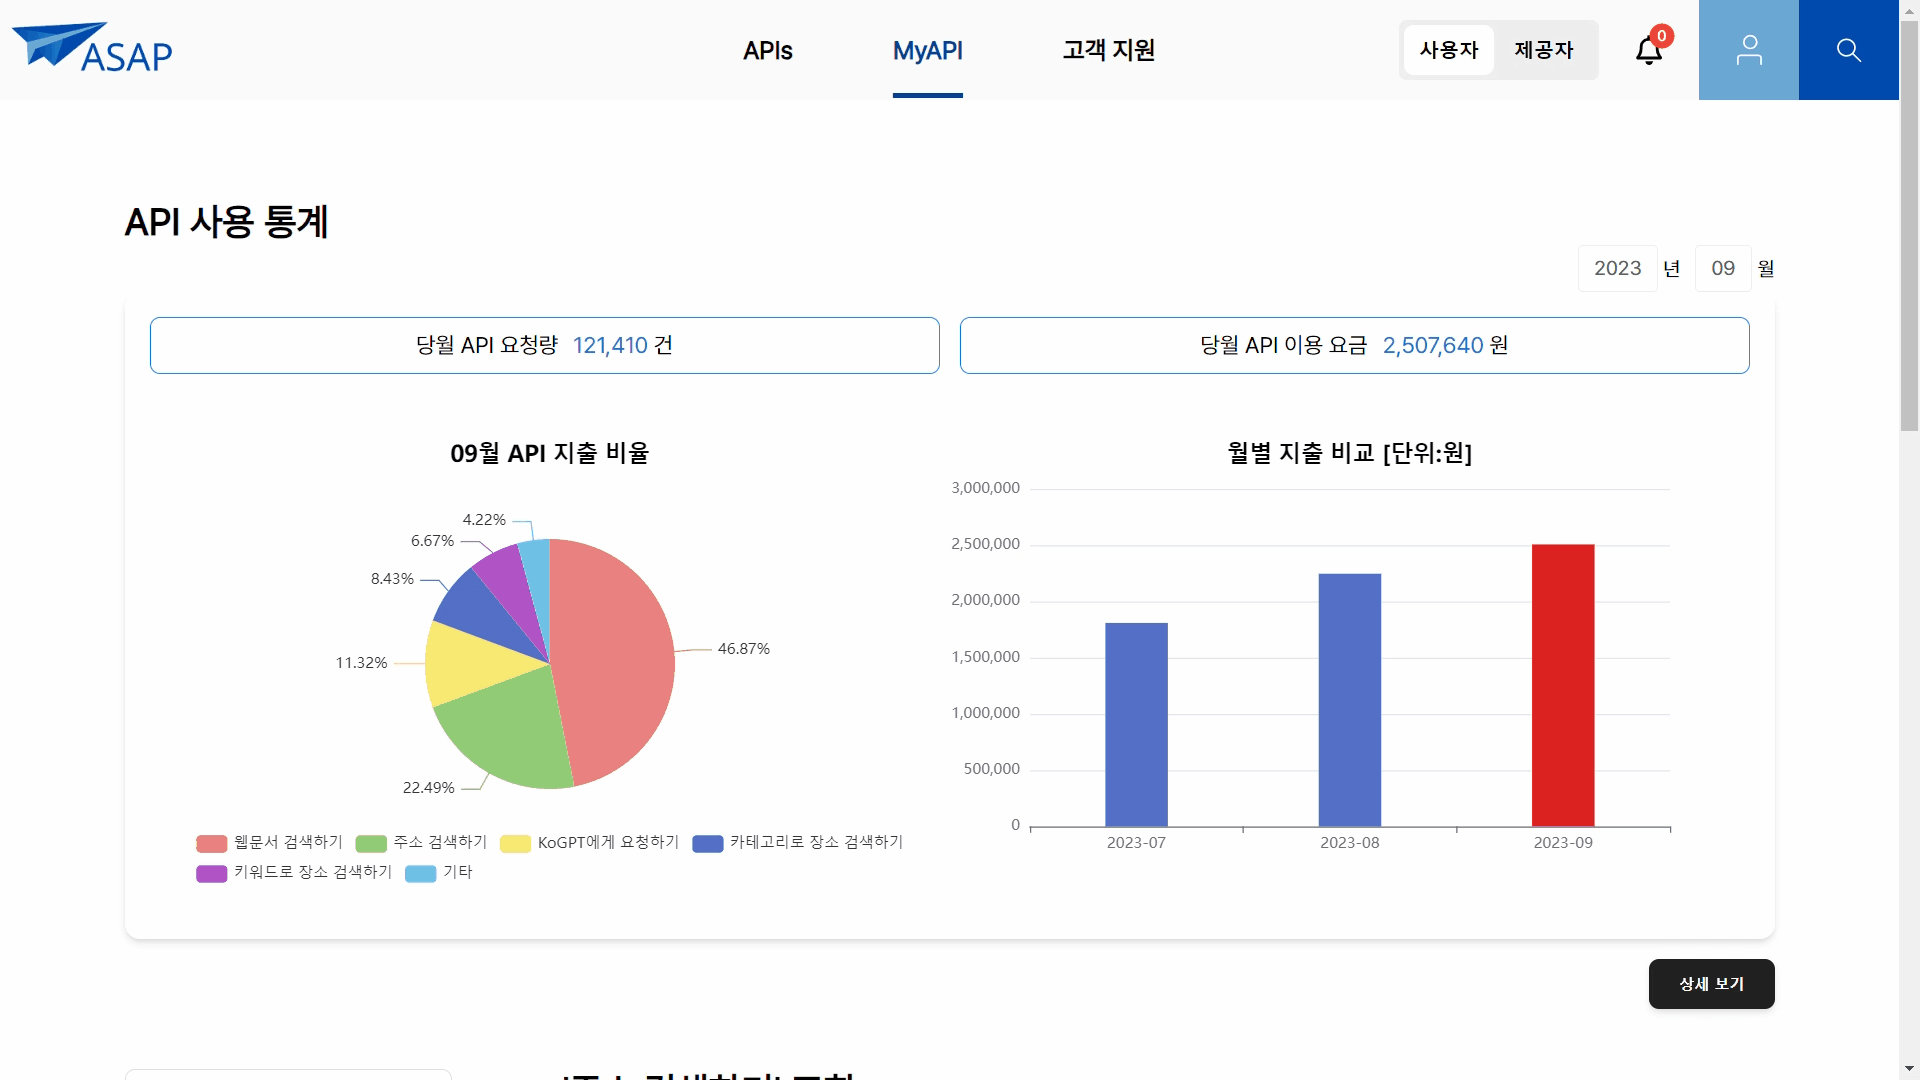 ASAP
APIs
MyAPI
고객 지원
사용자
제공자
0
API 사용 통계
2023 년 09 월
당월 API 요청량 121,410 건
당월 API 이용 요금 2,507,640 원
09월 API 지출 비율
4.22%
6.67%
8.43%
11.32%
46.87%
22.49%
웹문서 검색하기
주소 검색하기
KoGPT에게 요청하기
카테고리로 장소 검색하기
키워드로 장소 검색하기
기타
월별 지출 비교 [단위:원]
3,000,000
2,500,000
2,000,000
1,500,000
1,000,000
500,000
0
2023-07
2023-08
2023-09
상세 보기